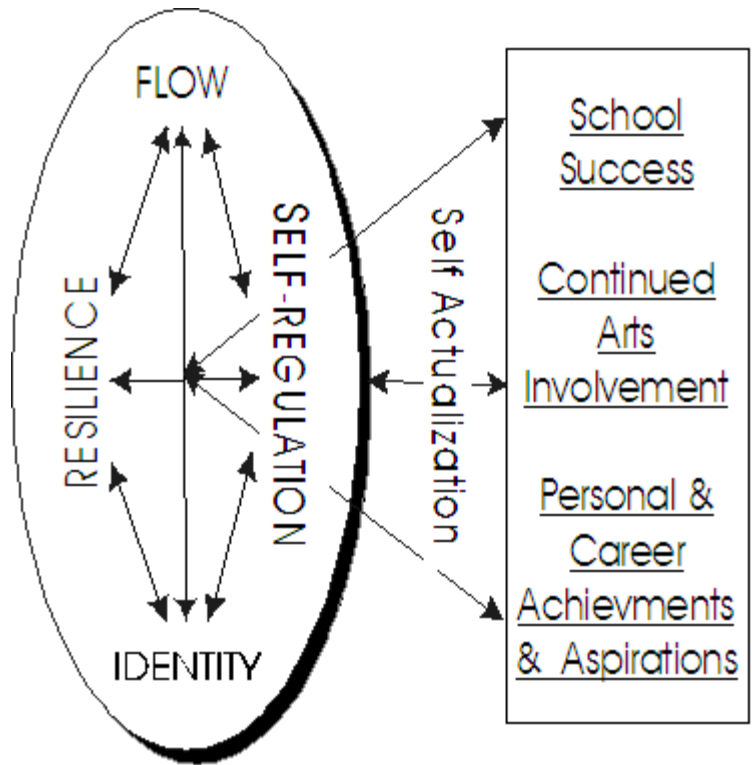 FLOW
RESILIENCE
SELF-REGULATION
IDENTITY
Self Actualization
School
Success
Continued
Arts
Involvement
Personal &
Career
Achievments
& Aspirations